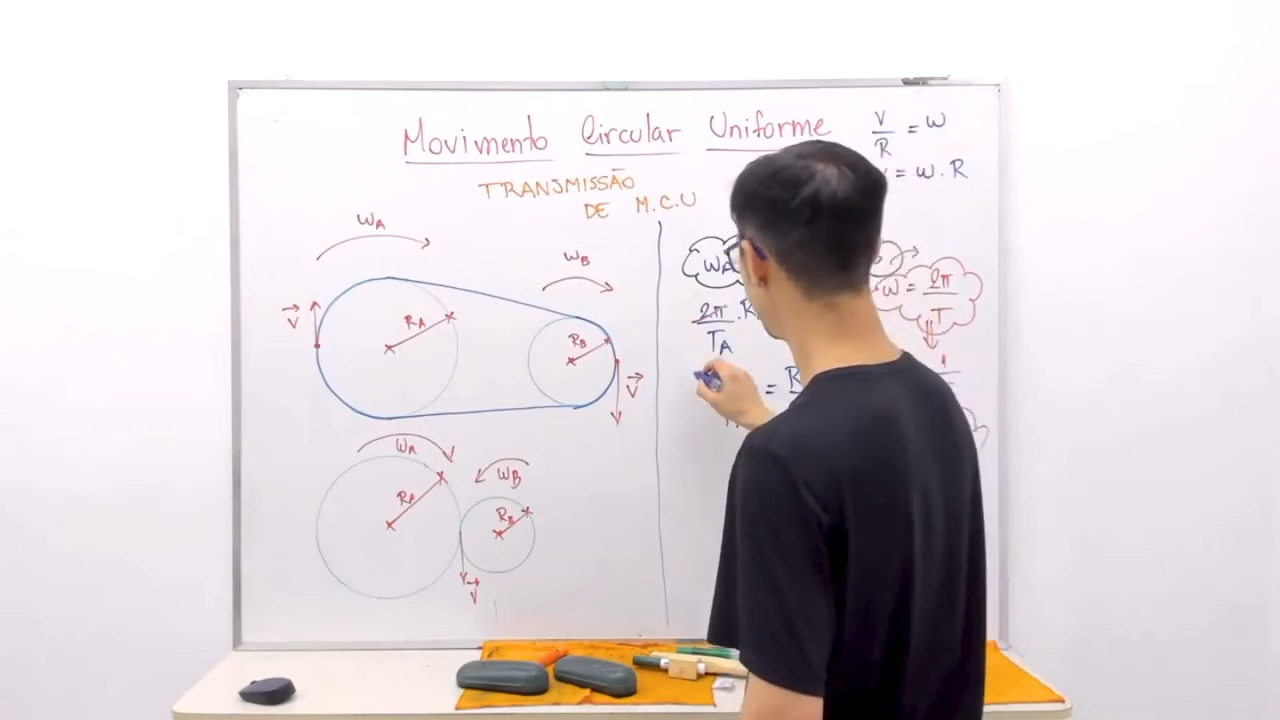 Movimento Circular Uniforme
TRANSMISSÃO
DE M.C.U
V/R = ω
= ω . R
ωA
ωB
V⃗
RA
RB
V⃗
ωA
ωB
RA
RB
V⃗
2π/TA . R
= R
ω = 2π/T